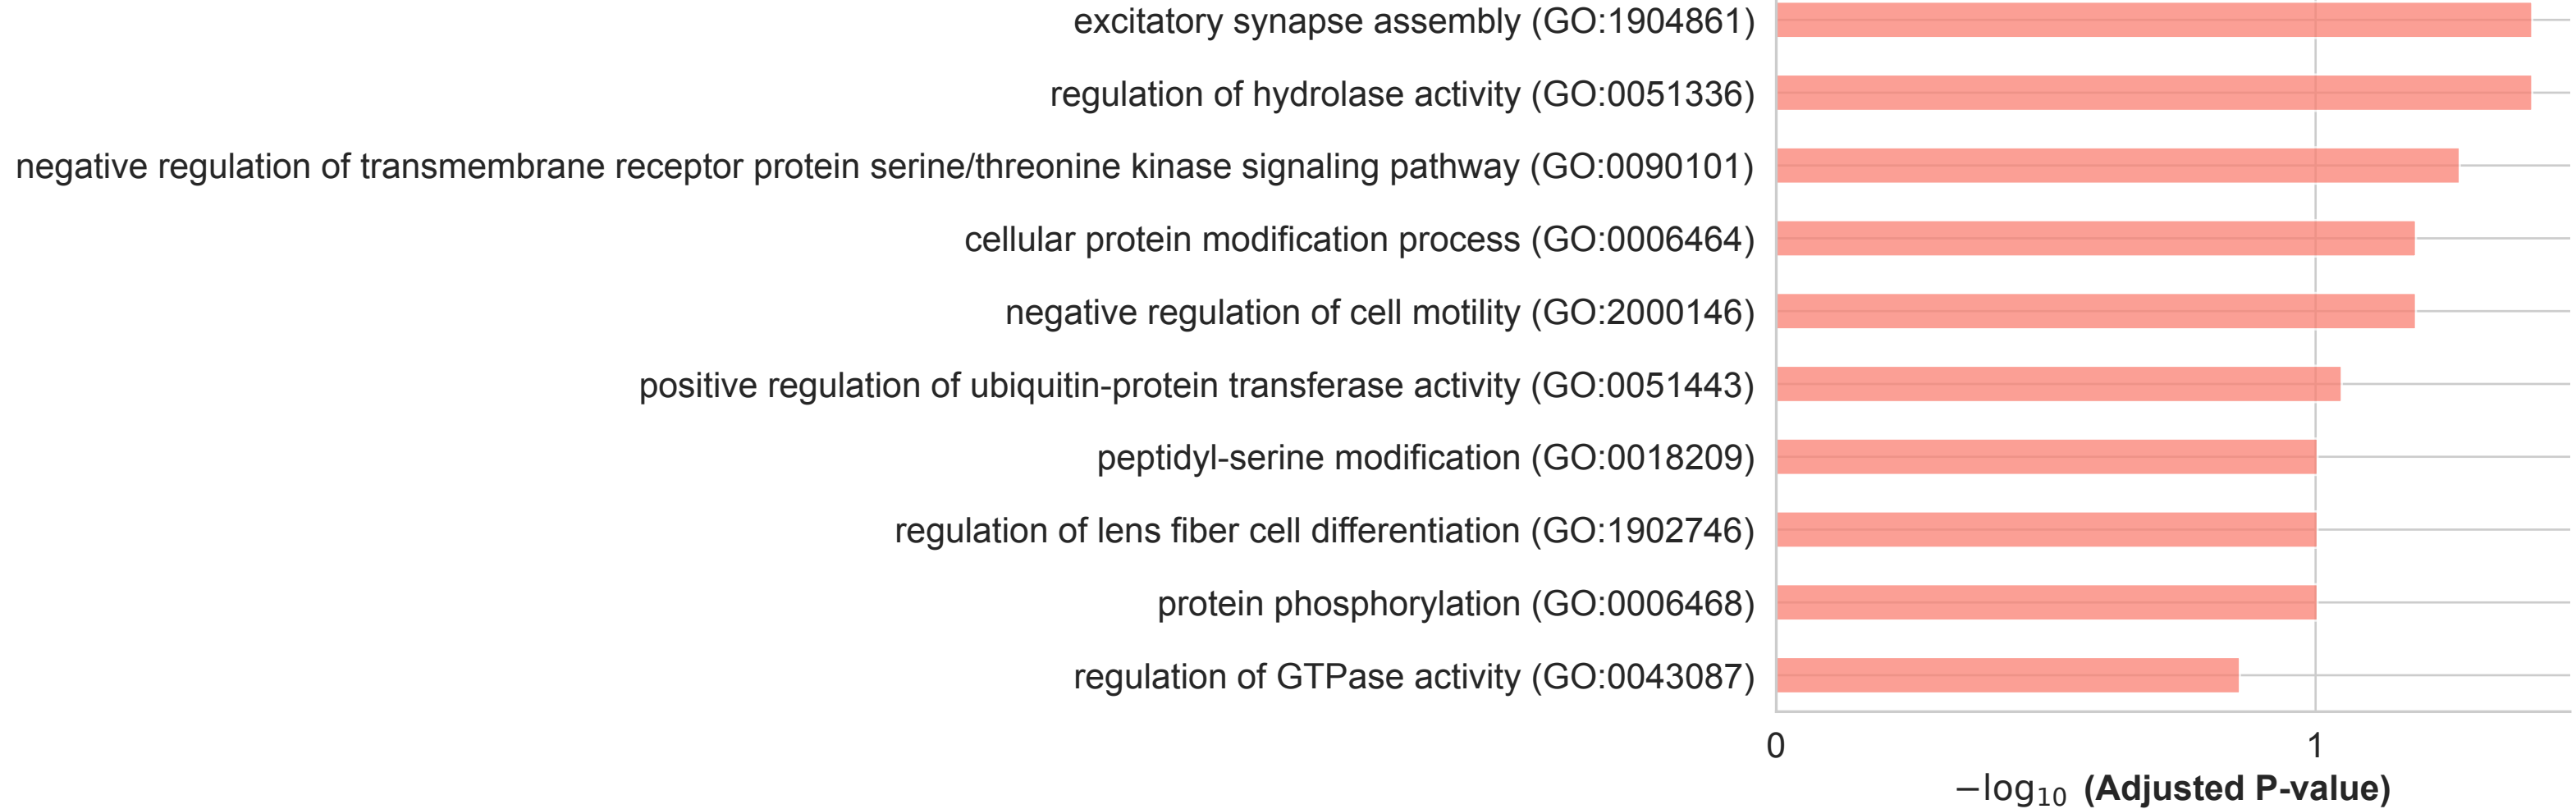 excitatory synapse assembly (GO:1904861)
regulation of hydrolase activity (GO:0051336)
negative regulation of transmembrane receptor protein serine/threonine kinase signaling pathway (GO:0090101)
cellular protein modification process (GO:0006464)
negative regulation of cell motility (GO:2000146)
positive regulation of ubiquitin-protein transferase activity (GO:0051443)
peptidyl-serine modification (GO:0018209)
regulation of lens fiber cell differentiation (GO:1902746)
protein phosphorylation (GO:0006468)
regulation of GTPase activity (GO:0043087)
0 1
−log₁₀ (Adjusted P-value)